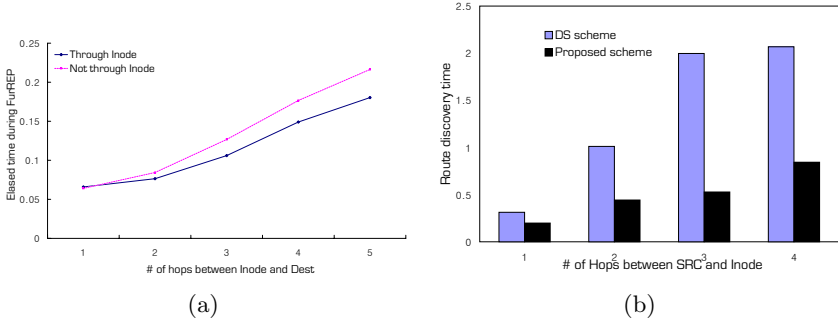 0.25
0.2
0.15
0.1
0.05
0
Elased time during FurREP
Through Inode
Not through Inode
1 2 3 4 5
# of hops between Inode and Dest
(a)
2.5
2
1.5
1
0.5
0
Route discovery time
DS scheme
Proposed scheme
1 2 3 4
# of Hops between SRC and Inode
(b)